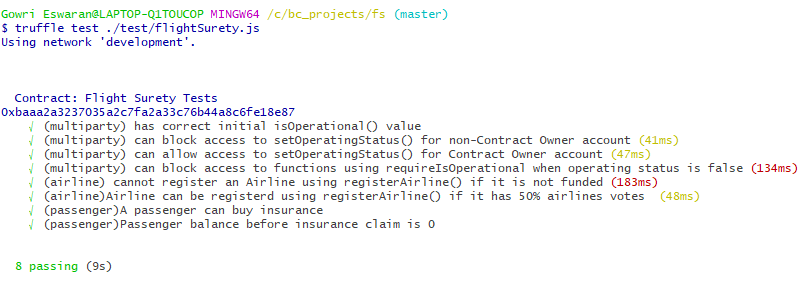 Gowri Eswaran@LAPTOP-Q1TOUCOP MINGW64 /c/bc_projects/fs (master)
$ truffle test ./test/flightSurety.js
Using network 'development'.
Contract: Flight Surety Tests
0xbaaa2a3237035a2c7fa2a33c76b44a8c6fe18e87
√ (multiparty) has correct initial isOperational() value
√ (multiparty) can block access to setOperatingStatus() for non-Contract Owner account (41ms)
√ (multiparty) can allow access to setOperatingStatus() for Contract Owner account (47ms)
√ (multiparty) can block access to functions using requireIsOperational when operating status is false (134ms)
√ (airline) cannot register an Airline using registerAirline() if it is not funded (183ms)
√ (airline)Airline can be registerd using registerAirline() if it has 50% airlines votes  (48ms)
√ (passenger)A passenger can buy insurance
√ (passenger)Passenger balance before insurance claim is 0
8 passing (9s)